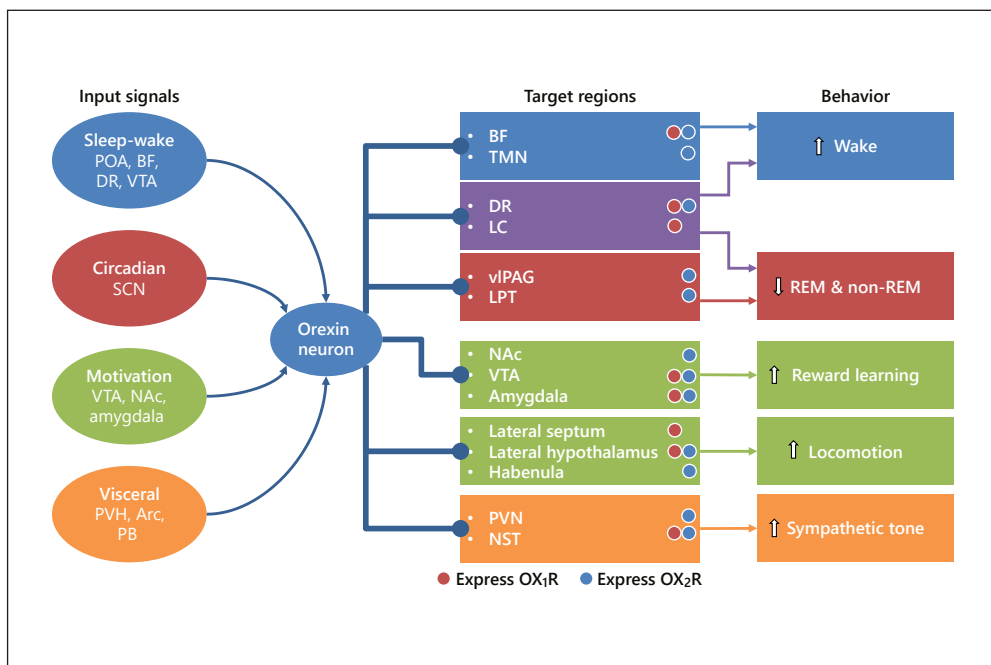 Input signals
Sleep-wake
POA, BF,
DR, VTA
Circadian
SCN
Motivation
VTA, NAc,
amygdala
Visceral
PVH, Arc,
PB
Orexin
neuron
Target regions
• BF
• TMN
• DR
• LC
• vlPAG
• LPT
• NAc
• VTA
• Amygdala
• Lateral septum
• Lateral hypothalamus
• Habenula
• PVN
• NST
Express OX₁R
Express OX₂R
Behavior
⇧ Wake
⇩ REM & non-REM
⇧ Reward learning
⇧ Locomotion
⇧ Sympathetic tone